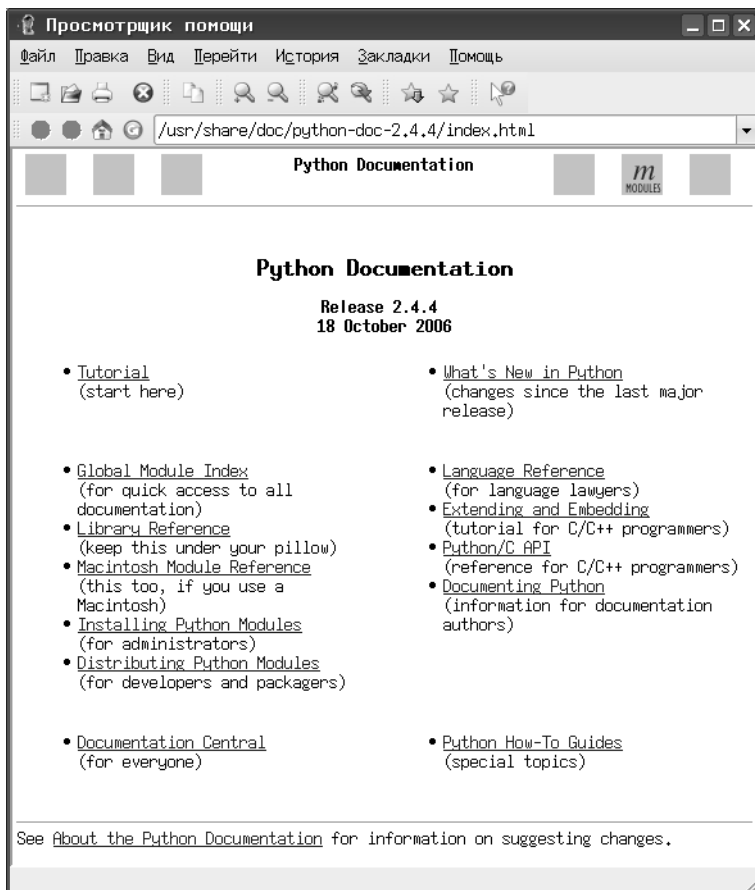 Просмотрщик помощи
Файл Правка Вид Перейти История Закладки Помощь
/usr/share/doc/python-doc-2.4.4/index.html
Python Documentation
m
MODULES
Python Documentation
Release 2.4.4
18 October 2006
• Tutorial
(start here)
• What's New in Python
(changes since the last major
release)
• Global Module Index
(for quick access to all
documentation)
• Library Reference
(keep this under your pillow)
• Macintosh Module Reference
(this too, if you use a
Macintosh)
• Installing Python Modules
(for administrators)
• Distributing Python Modules
(for developers and packagers)
• Language Reference
(for language lawyers)
• Extending and Embedding
(tutorial for C/C++ programmers)
• Python/C API
(reference for C/C++ programmers)
• Documenting Python
(information for documentation
authors)
• Documentation Central
(for everyone)
• Python How-To Guides
(special topics)
See About the Python Documentation for information on suggesting changes.